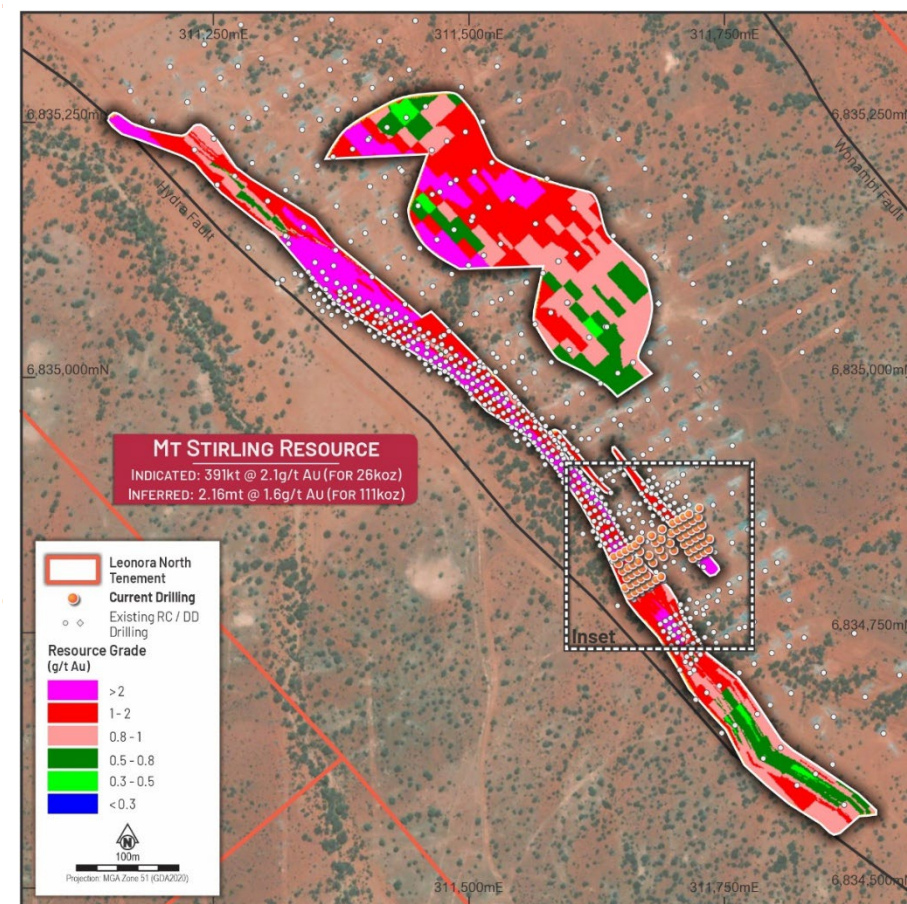 311,250mE
311,500mE
311,750mE
6,835,250mN
6,835,250mN
Hydra Fault
Wonambi Fault
6,835,000mN
6,835,000mN
MT STIRLING RESOURCE
INDICATED: 391kt @ 2.1g/t Au (FOR 26koz)
INFERRED: 2.16mt @ 1.6g/t Au (FOR 111koz)
6,834,750mN
Inset
Leonora North
Tenement
Current Drilling
Existing RC / DD
Drilling
Resource Grade
(g/t Au)
> 2
1 - 2
0.8 - 1
0.5 - 0.8
0.3 - 0.5
< 0.3
N
100m
Projection: MGA Zone 51 (GDA2020)
311,500mE
311,750mE
6,834,500mN